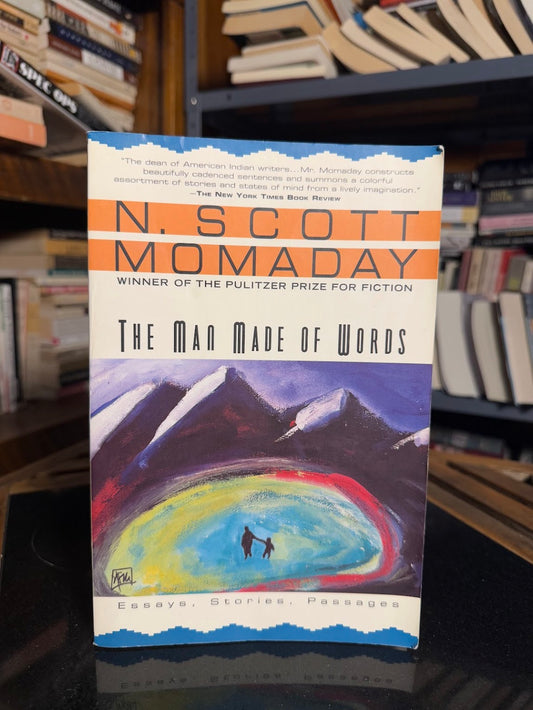 SPEC OPS
"The dean of American Indian writers... Mr. Momaday constructs
beautifully cadenced sentences and summons a colorful
assortment of stories and states of mind from a lively imagination."
—THE NEW YORK TIMES BOOK REVIEW
N. SCOTT
MOMADAY
WINNER OF THE PULITZER PRIZE FOR FICTION
THE MAN MADE OF WORDS
Essays, Stories, Passages